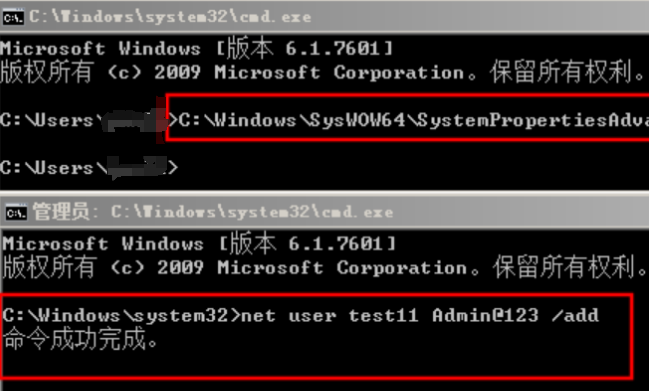 C:\Windows\system32\cmd.exe
Microsoft Windows [版本 6.1.7601]
版权所有 (c) 2009 Microsoft Corporation。保留所有权利。
C:\Users\ >C:\Windows\SysWOW64\SystemPropertiesAdva
C:\Users\ >
管理员: C:\Windows\system32\cmd.exe
Microsoft Windows [版本 6.1.7601]
版权所有 (c) 2009 Microsoft Corporation。保留所有权利。
C:\Windows\system32>net user test11 Admin@123 /add
命令成功完成。